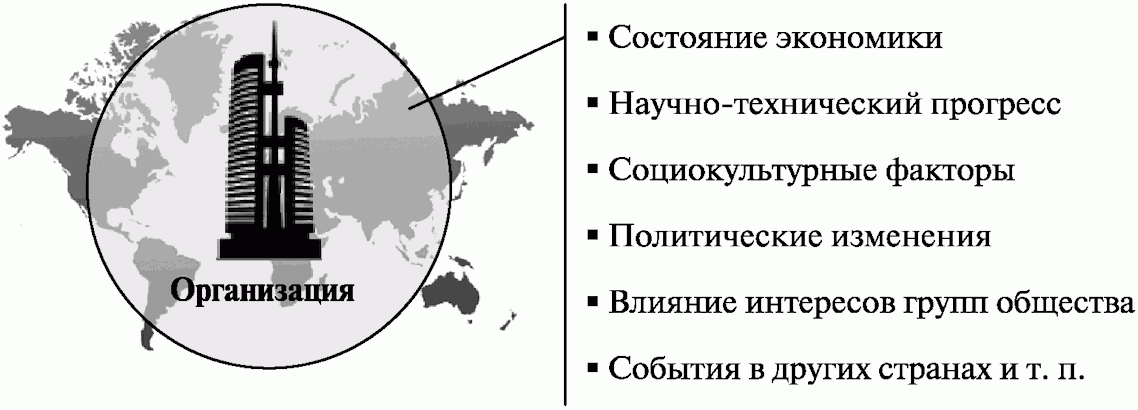 Организация
▪ Состояние экономики
▪ Научно-технический прогресс
▪ Социокультурные факторы
▪ Политические изменения
▪ Влияние интересов групп общества
▪ События в других странах и т. п.